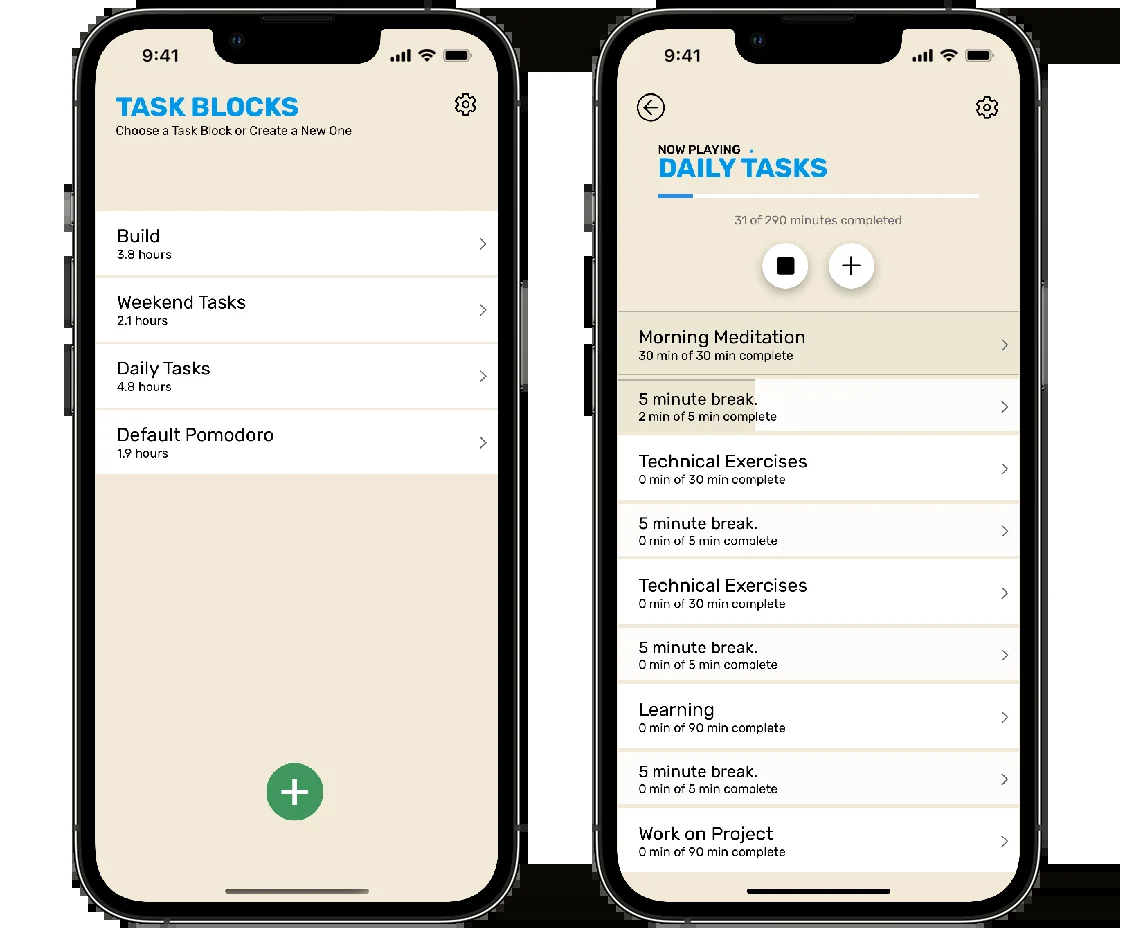 9:41
TASK BLOCKS
Choose a Task Block or Create a New One
Build
3.8 hours
Weekend Tasks
2.1 hours
Daily Tasks
4.8 hours
Default Pomodoro
1.9 hours
9:41
NOW PLAYING
DAILY TASKS
31 of 290 minutes completed
Morning Meditation
30 min of 30 min complete
5 minute break.
2 min of 5 min complete
Technical Exercises
0 min of 30 min complete
5 minute break.
0 min of 5 min complete
Technical Exercises
0 min of 30 min complete
5 minute break.
0 min of 5 min complete
Learning
0 min of 90 min complete
5 minute break.
0 min of 5 min complete
Work on Project
0 min of 90 min complete